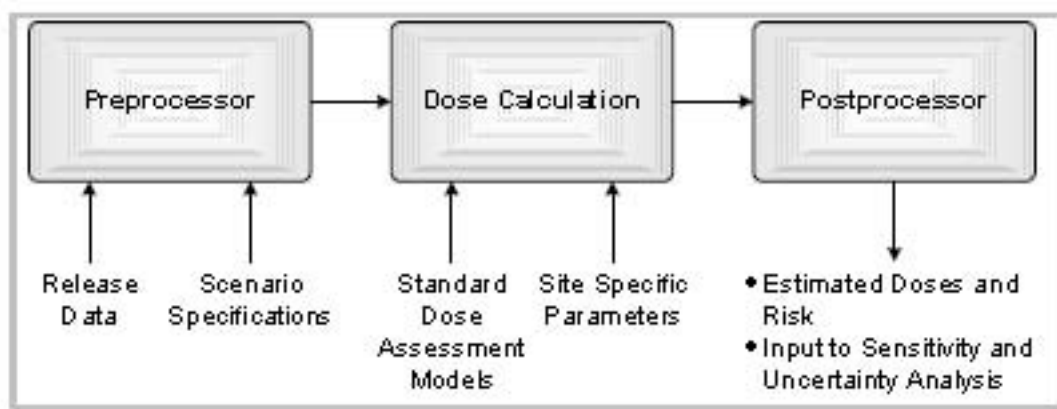 Preprocessor
Dose Calculation
Postprocessor
Release
Data
Scenario
Specifications
Standard
Dose
Assessment
Models
Site Specific
Parameters
• Estimated Doses and
Risk
• Input to Sensitivity and
Uncertainty Analysis